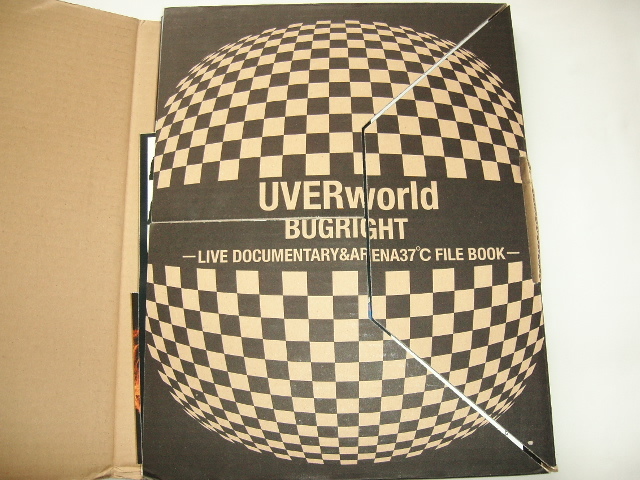 UVERworld
BUGRIGHT
—LIVE DOCUMENTARY&ARENA37℃ FILE BOOK—